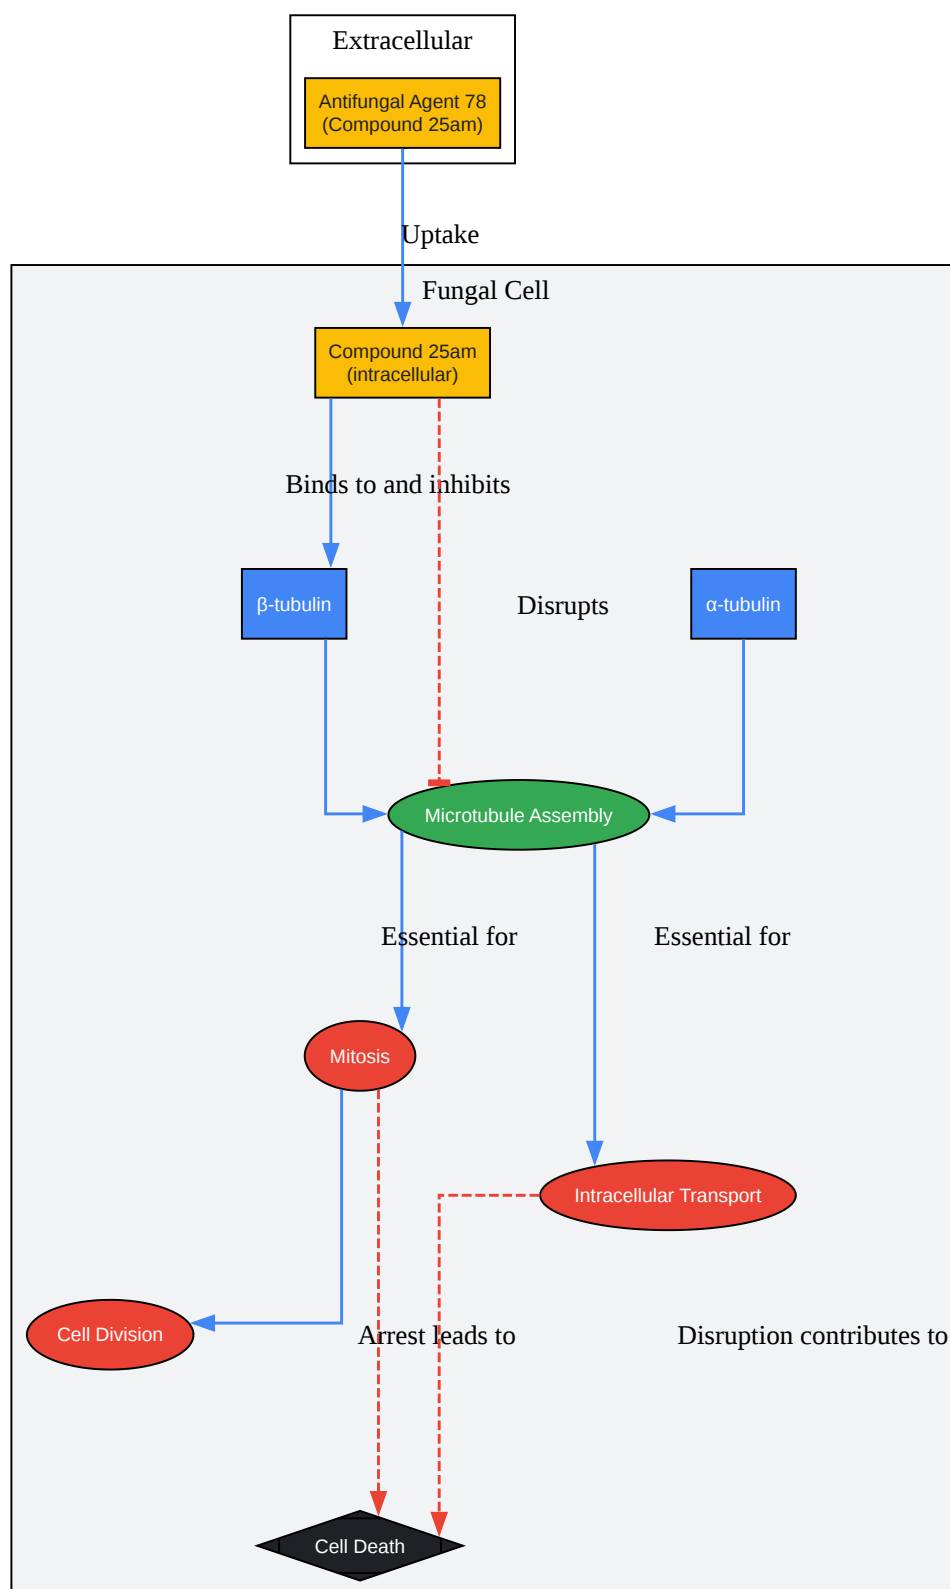 Extracellular
Antifungal Agent 78
(Compound 25am)
Uptake
Fungal Cell
Compound 25am
(intracellular)
Binds to and inhibits
β-tubulin
Disrupts
α-tubulin
Microtubule Assembly
Essential for
Essential for
Mitosis
Intracellular Transport
Cell Division
Arrest leads to
Disruption contributes to
Cell Death